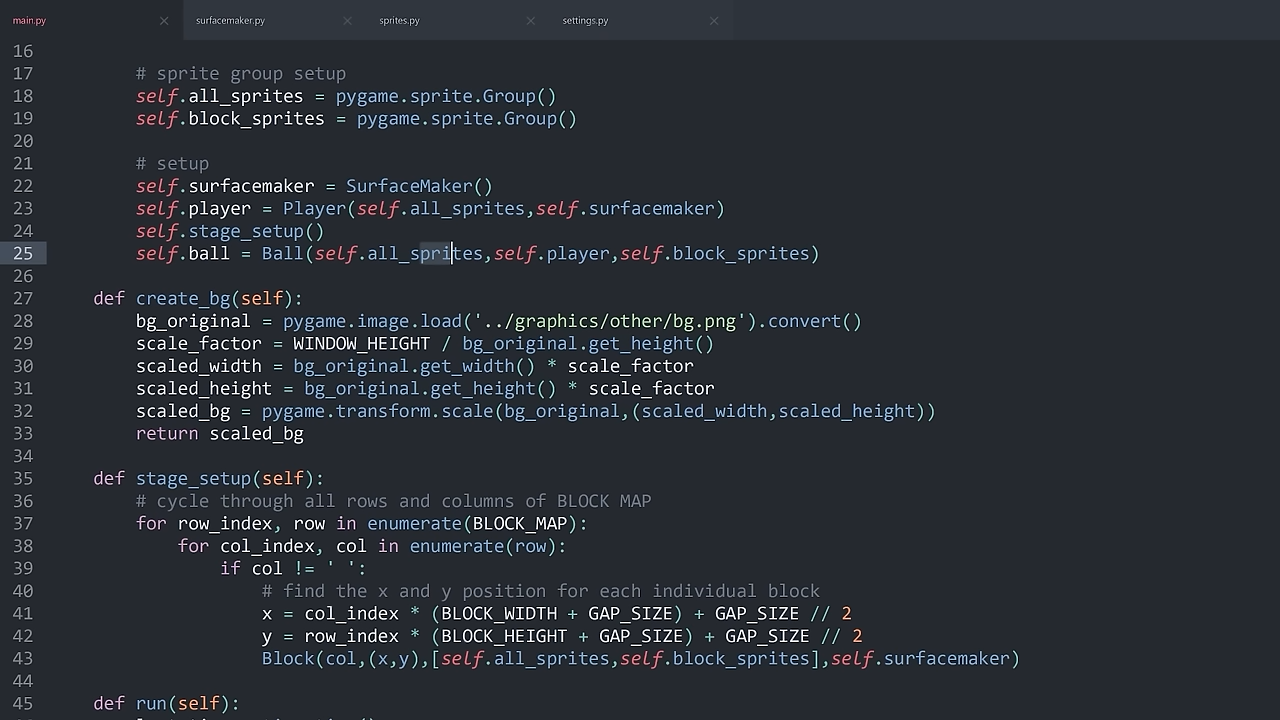 main.py surfacemaker.py sprites.py settings.py
16
17 # sprite group setup
18 self.all_sprites = pygame.sprite.Group()
19 self.block_sprites = pygame.sprite.Group()
20
21 # setup
22 self.surfacemaker = SurfaceMaker()
23 self.player = Player(self.all_sprites,self.surfacemaker)
24 self.stage_setup()
25 self.ball = Ball(self.all_sprites,self.player,self.block_sprites)
26
27 def create_bg(self):
28 bg_original = pygame.image.load('../graphics/other/bg.png').convert()
29 scale_factor = WINDOW_HEIGHT / bg_original.get_height()
30 scaled_width = bg_original.get_width() * scale_factor
31 scaled_height = bg_original.get_height() * scale_factor
32 scaled_bg = pygame.transform.scale(bg_original,(scaled_width,scaled_height))
33 return scaled_bg
34
35 def stage_setup(self):
36 # cycle through all rows and columns of BLOCK MAP
37 for row_index, row in enumerate(BLOCK_MAP):
38 for col_index, col in enumerate(row):
39 if col != ' ':
40 # find the x and y position for each individual block
41 x = col_index * (BLOCK_WIDTH + GAP_SIZE) + GAP_SIZE // 2
42 y = row_index * (BLOCK_HEIGHT + GAP_SIZE) + GAP_SIZE // 2
43 Block(col,(x,y),[self.all_sprites,self.block_sprites],self.surfacemaker)
44
45 def run(self):